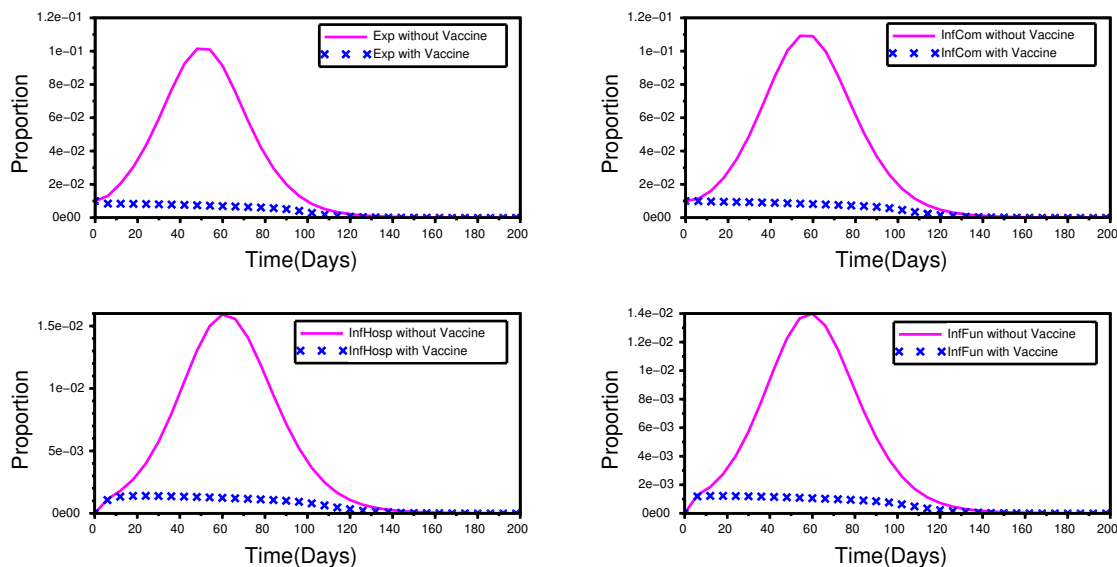 1.2e−01
1e−01
8e−02
6e−02
4e−02
2e−02
0e00
Proportion
Exp without Vaccine
Exp with Vaccine
0 20 40 60 80 100 120 140 160 180 200
Time(Days)
1.2e−01
1e−01
8e−02
6e−02
4e−02
2e−02
0e00
Proportion
InfCom without Vaccine
InfCom with Vaccine
0 20 40 60 80 100 120 140 160 180 200
Time(Days)
1.5e−02
1e−02
5e−03
0e00
Proportion
InfHosp without Vaccine
InfHosp with Vaccine
0 20 40 60 80 100 120 140 160 180 200
Time(Days)
1.4e−02
1.2e−02
1e−02
8e−03
6e−03
4e−03
2e−03
0e00
Proportion
InfFun without Vaccine
InfFun with Vaccine
0 20 40 60 80 100 120 140 160 180 200
Time(Days)